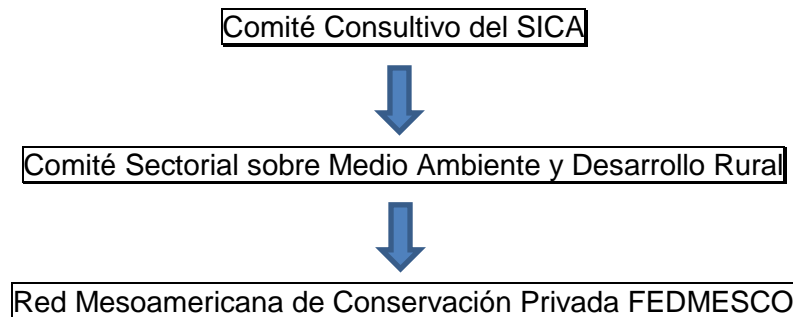 Comité Consultivo del SICA
Comité Sectorial sobre Medio Ambiente y Desarrollo Rural
Red Mesoamericana de Conservación Privada FEDMESCO